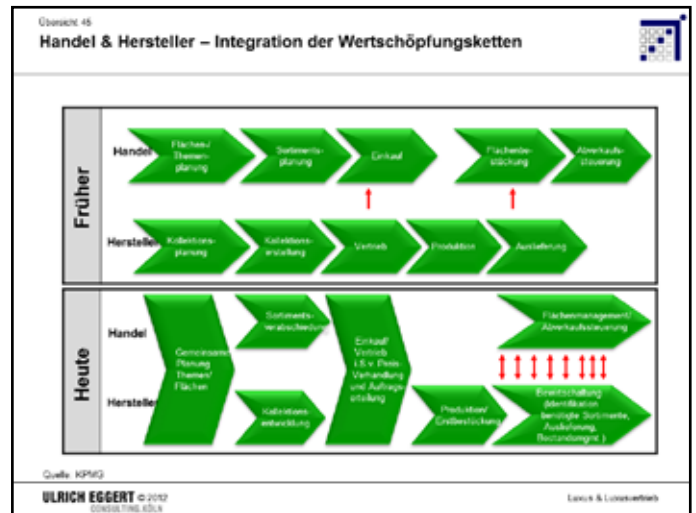 Übersicht 45
Handel & Hersteller – Integration der Wertschöpfungsketten
Früher
Handel
Flächen-/
Themen-
planung
Sortiments-
planung
Einkauf
Flächenbe-
stückung
Abverkaufs-
steuerung
Hersteller
Kollektions-
planung
Kollektions-
erstellung
Vertrieb
Produktion
Auslieferung
Heute
Handel
Hersteller
Gemeinsame
Planung
Themen/
Flächen
Sortiments-
verabschiedung
Kollektions-
entwicklung
Einkauf/
Vertrieb
i.S.v. Preis-
Verhandlung
und Auftrags-
erteilung
Produktion/
Erstbestückung
Flächenmanagement/
Abverkaufssteuerung
Bewirtschaftung
(Identifikation
benötigte Sortimente,
Auslieferung,
Bestandsmgmt.)
Quelle: KPMG
ULRICH EGGERT © 2012
CONSULTING.KÖLN
Luxus & Luxusvertrieb